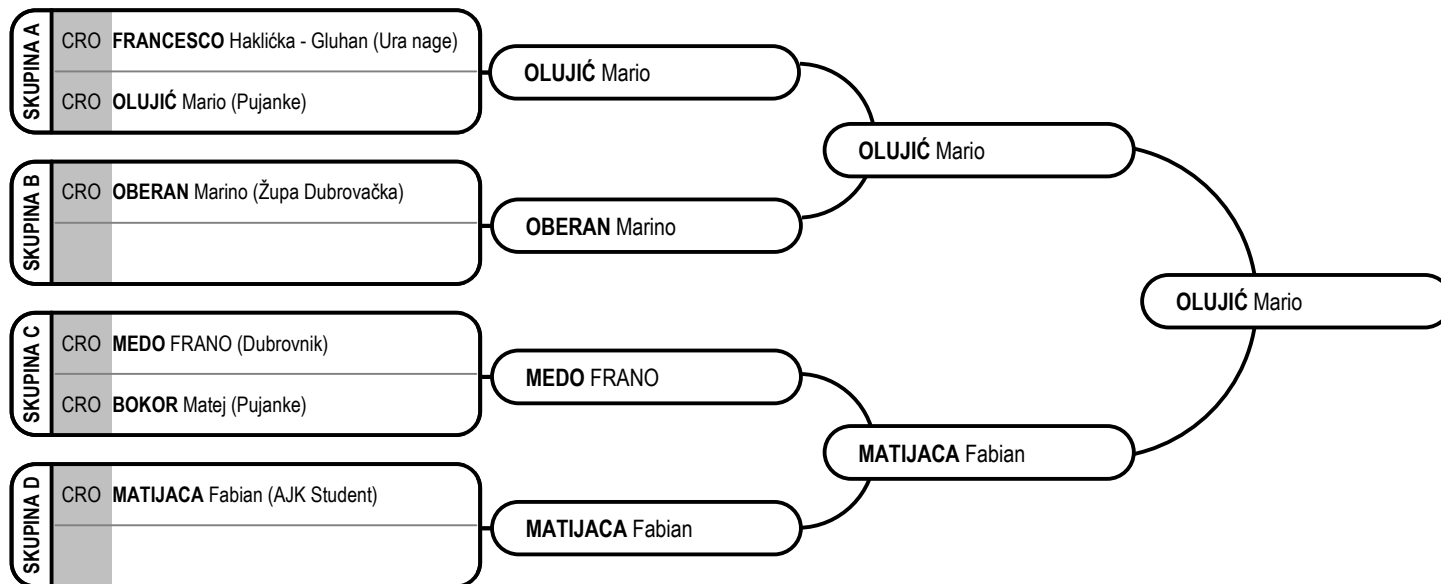 SKUPINA A
CRO FRANCESCO Haklićka - Gluhan (Ura nage)
CRO OLUJIĆ Mario (Pujanke)
SKUPINA B
CRO OBERAN Marino (Župa Dubrovačka)
SKUPINA C
CRO MEDO FRANO (Dubrovnik)
CRO BOKOR Matej (Pujanke)
SKUPINA D
CRO MATIJACA Fabian (AJK Student)
OLUJIĆ Mario
OBERAN Marino
MEDO FRANO
MATIJACA Fabian
OLUJIĆ Mario
MATIJACA Fabian
OLUJIĆ Mario